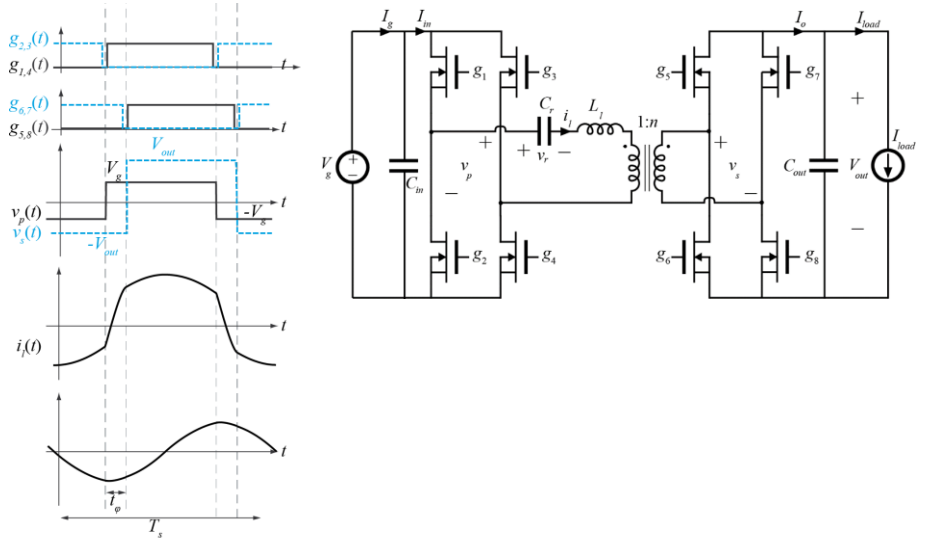 g2,3(t)
g1,4(t)
t
g6,7(t)
g5,8(t)
t
Vout
Vg
vp(t)
-Vg
t
vs(t)
-Vout
il(t)
t
t
tφ
Ts
Ig
Iin
Io
Iload
g1
g3
g5
g7
Cr
il
Ll
1:n
+
+
vr
−
+
+
Vg
+
−
Cin
vp
−
vs
−
Cout
Vout
Iload
−
g2
g4
g6
g8